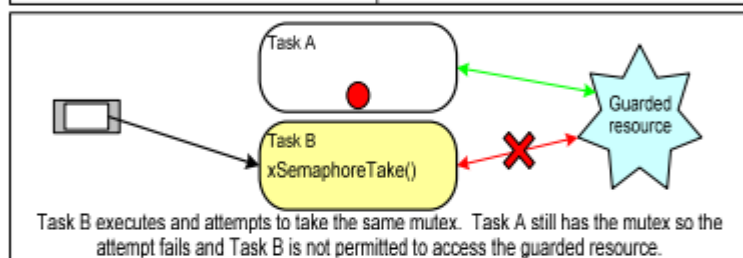 Task A
Guarded
resource
Task B
xSemaphoreTake()
Task B executes and attempts to take the same mutex.  Task A still has the mutex so the
attempt fails and Task B is not permitted to access the guarded resource.